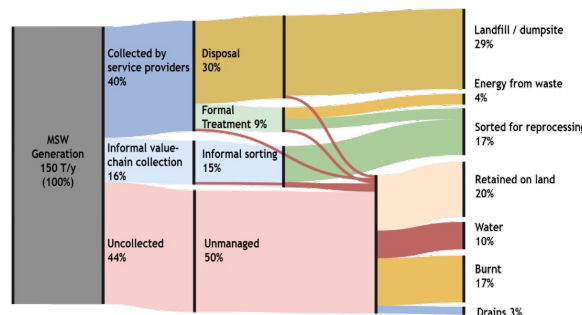 MSW
Generation
150 T/y
(100%)
Collected by
service providers
40%
Informal value-
chain collection
16%
Uncollected
44%
Disposal
30%
Formal
Treatment 9%
Informal sorting
15%
Unmanaged
50%
Landfill / dumpsite
29%
Energy from waste
4%
Sorted for reprocessing
17%
Retained on land
20%
Water
10%
Burnt
17%
Drains 3%